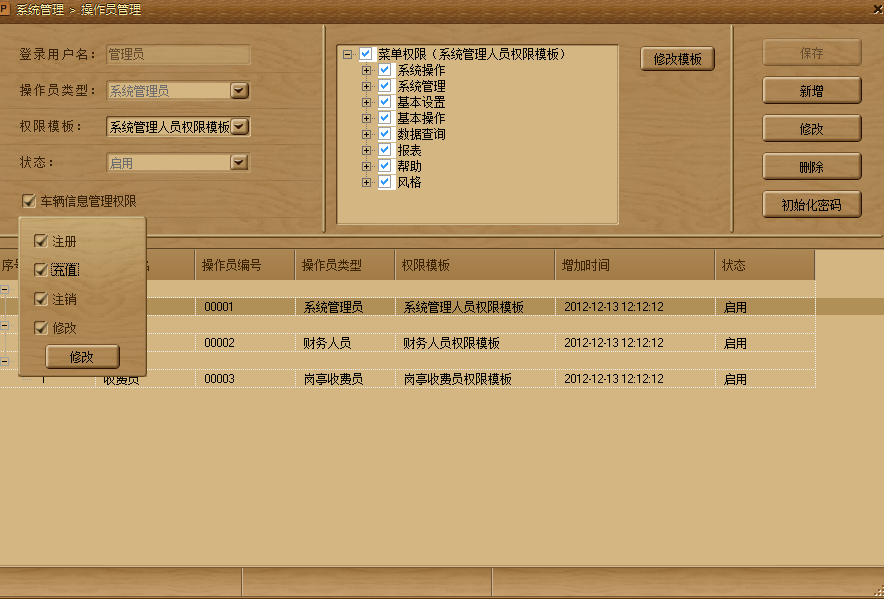 系统管理 > 操作员管理
登录用户名： 管理员
操作员类型： 系统管理员
权限模板： 系统管理人员权限模板
状态： 启用
车辆信息管理权限
注册
充值
注销
修改
修改
菜单权限（系统管理人员权限模板）
系统操作
系统管理
基本设置
基本操作
数据查询
报表
帮助
风格
修改模板
保存
新增
修改
删除
初始化密码
操作员编号 操作员类型 权限模板 增加时间 状态
00001 系统管理员 系统管理人员权限模板 2012-12-13 12:12:12 启用
00002 财务人员 财务人员权限模板 2012-12-13 12:12:12 启用
1 收费员 00003 岗亭收费员 岗亭收费员权限模板 2012-12-13 12:12:12 启用